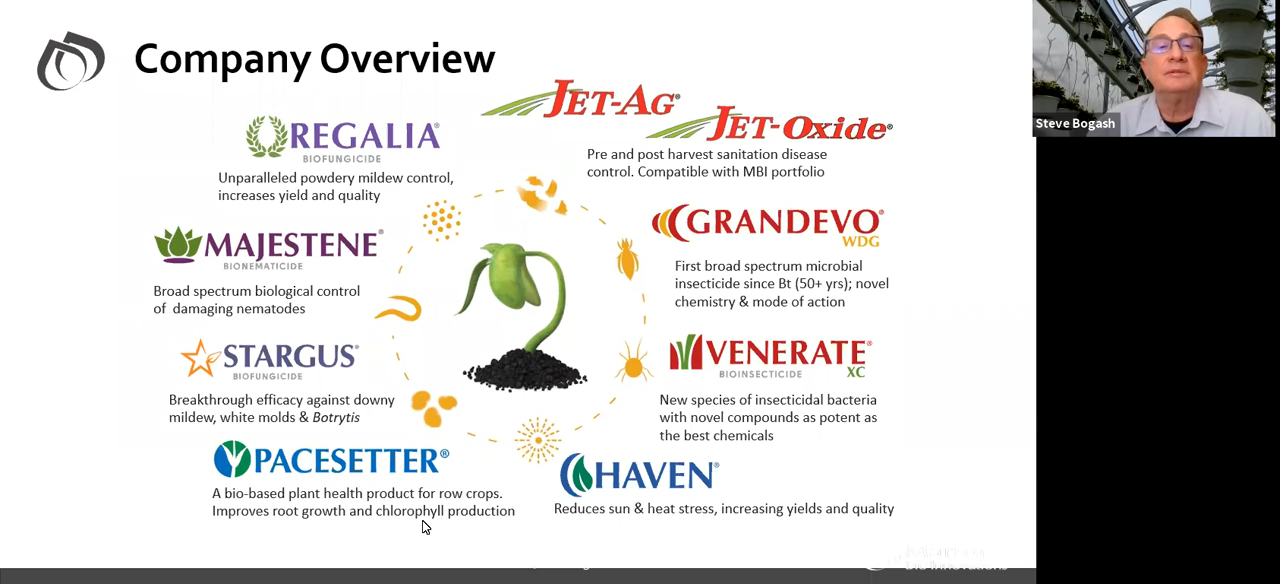 Company Overview
JET-AG®
JET-Oxide®
Pre and post harvest sanitation disease
control. Compatible with MBI portfolio
REGALIA®
BIOFUNGICIDE
Unparalleled powdery mildew control,
increases yield and quality
GRANDEVO®
WDG
First broad spectrum microbial
insecticide since Bt (50+ yrs); novel
chemistry & mode of action
MAJESTENE®
BIONEMATICIDE
Broad spectrum biological control
of damaging nematodes
VENERATE®
BIOINSECTICIDE XC
New species of insecticidal bacteria
with novel compounds as potent as
the best chemicals
STARGUS®
BIOFUNGICIDE
Breakthrough efficacy against downy
mildew, white molds & Botrytis
PACESETTER®
A bio-based plant health product for row crops.
Improves root growth and chlorophyll production
HAVEN®
Reduces sun & heat stress, increasing yields and quality
Steve Bogash